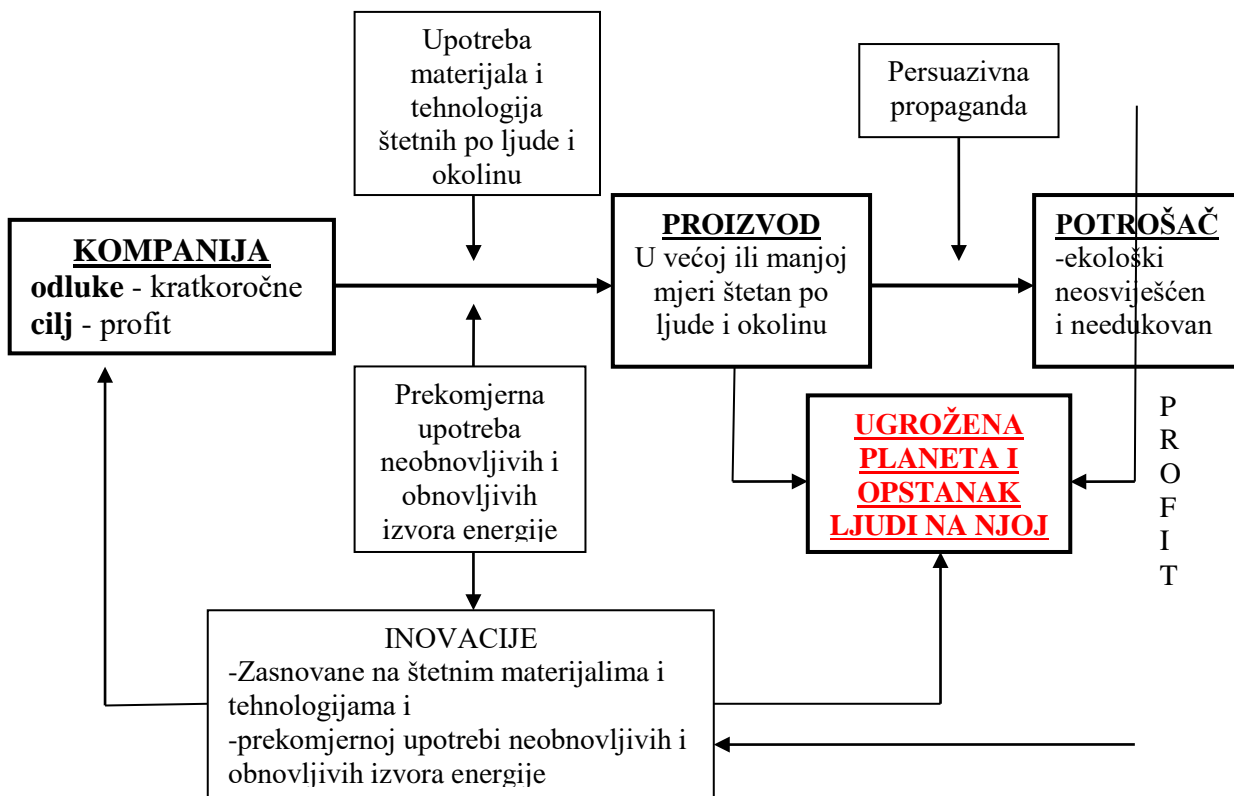 Upotreba
materijala i
tehnologija
štetnih po ljude i
okolinu
Persuazivna
propaganda
KOMPANIJA
odluke - kratkoročne
cilj - profit
PROIZVOD
U većoj ili manjoj
mjeri štetan po
ljude i okolinu
POTROŠAČ
-ekološki
neosviješćen
i needukovan
Prekomjerna
upotreba
neobnovljivih i
obnovljivih
izvora energije
UGROŽENA
PLANETA I
OPSTANAK
LJUDI NA NJOJ
P
R
O
F
I
T
INOVACIJE
-Zasnovane na štetnim materijalima i
tehnologijama i
-prekomjernoj upotrebi neobnovljivih i
obnovljivih izvora energije